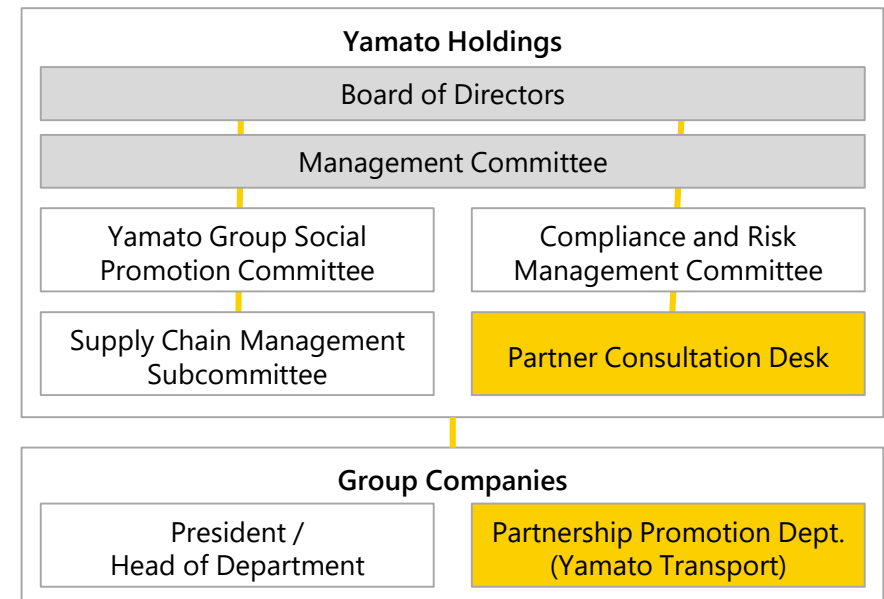 Yamato Holdings
Board of Directors
Management Committee
Yamato Group Social
Promotion Committee
Compliance and Risk
Management Committee
Supply Chain Management
Subcommittee
Partner Consultation Desk
Group Companies
President /
Head of Department
Partnership Promotion Dept.
(Yamato Transport)